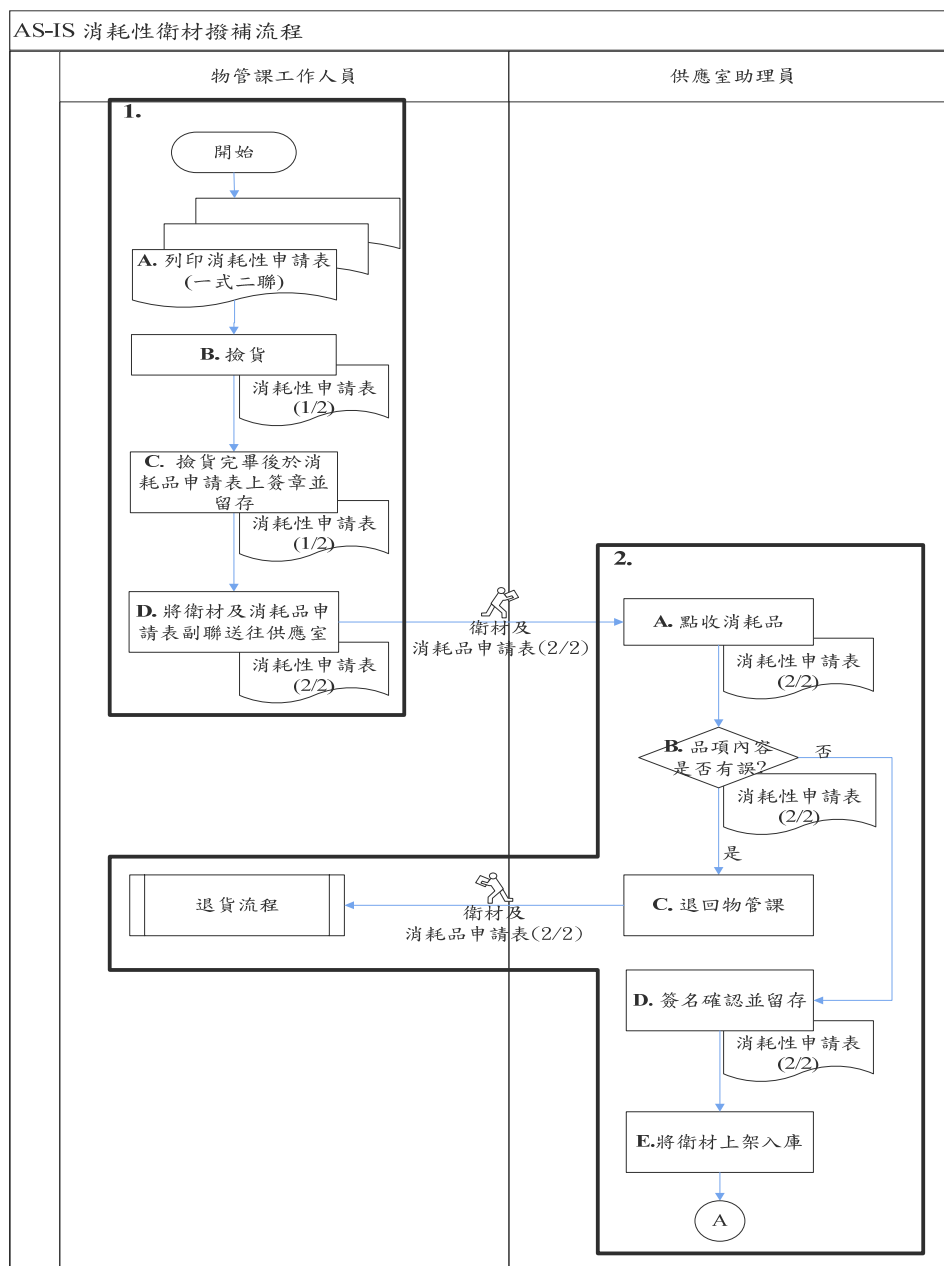 AS-IS 消耗性衛材撥補流程
物管課工作人員
供應室助理員
1.
開始
A. 列印消耗性申請表
(一式二聯)
B. 撿貨
消耗性申請表
(1/2)
C. 撿貨完畢後於消
耗品申請表上簽章並
留存
消耗性申請表
(1/2)
D. 將衛材及消耗品申
請表副聯送往供應室
消耗性申請表
(2/2)
衛材及
消耗品申請表(2/2)
2.
A. 點收消耗品
消耗性申請表
(2/2)
B. 品項內容
是否有誤?
否
消耗性申請表
(2/2)
是
C. 退回物管課
衛材及
消耗品申請表(2/2)
退貨流程
D. 簽名確認並留存
消耗性申請表
(2/2)
E.將衛材上架入庫
A